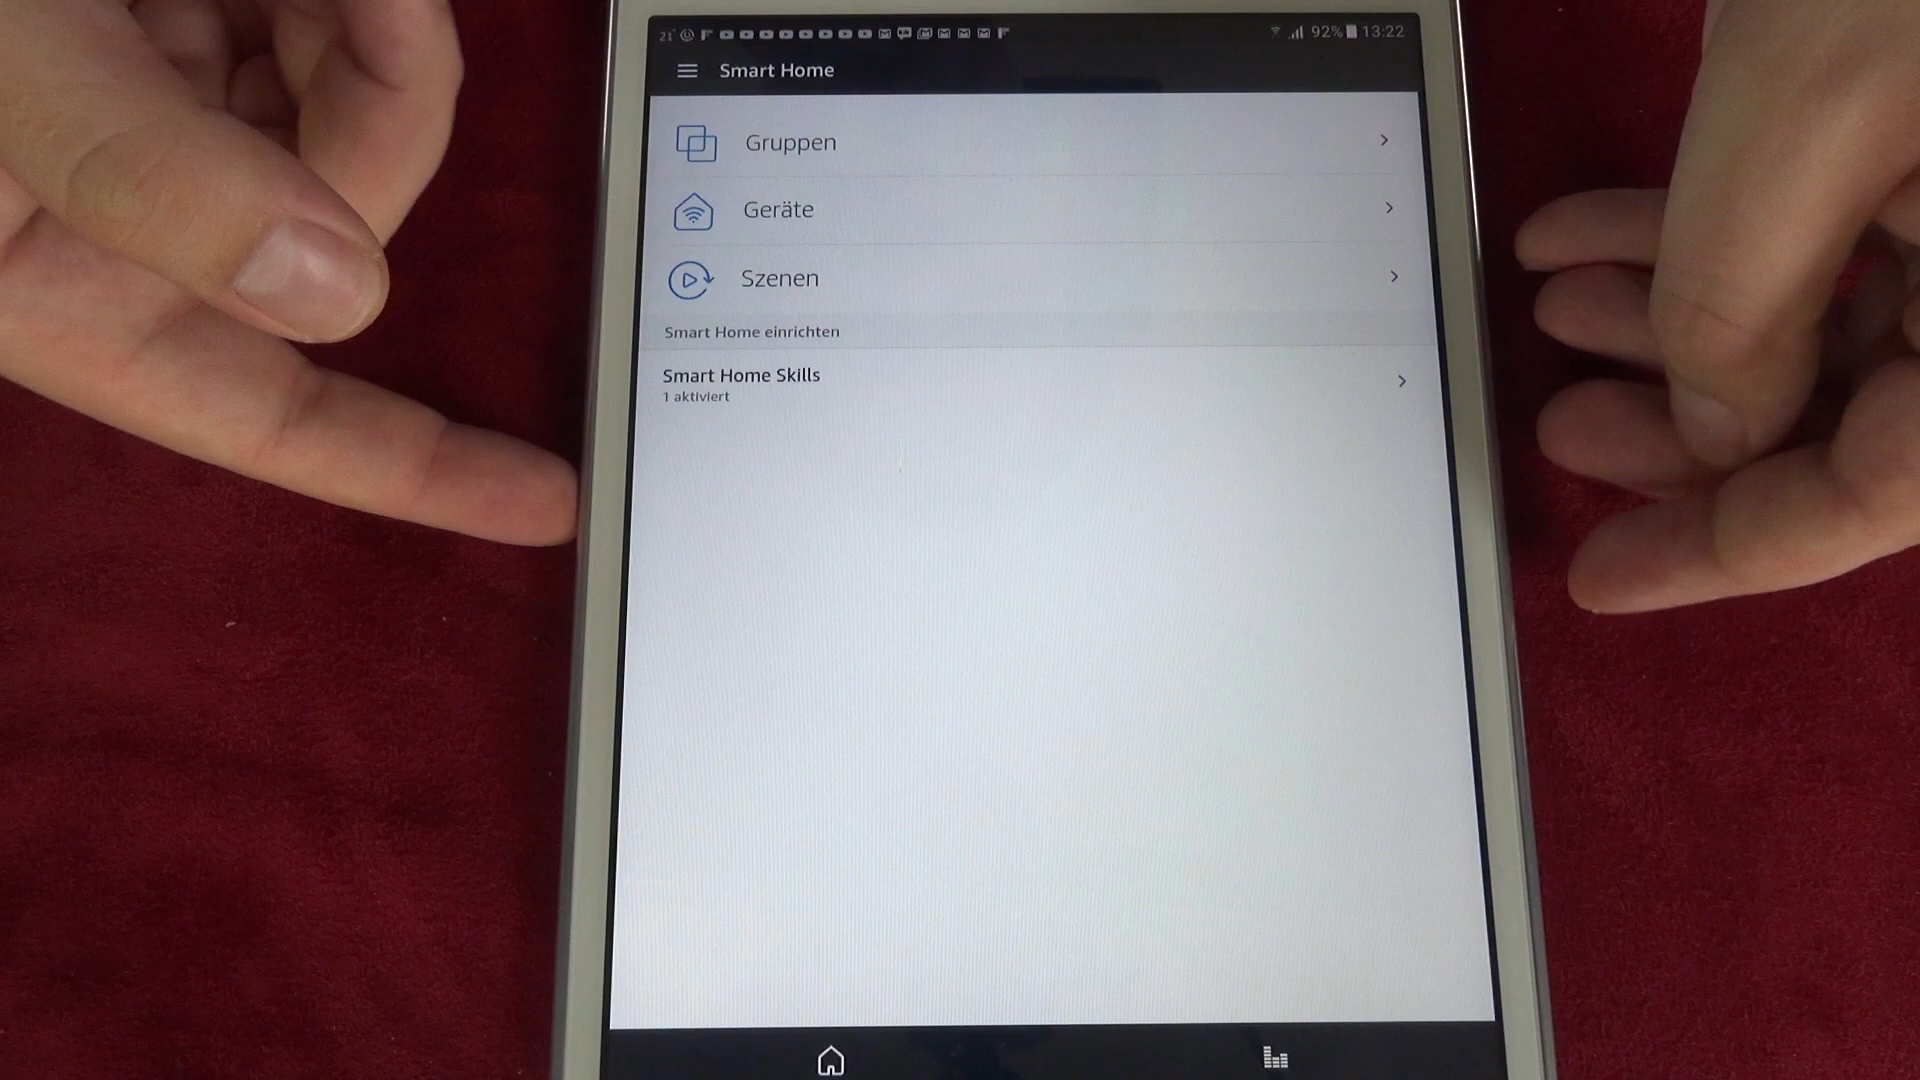 21° 92% 13:22
Smart Home
Gruppen
Geräte
Szenen
Smart Home einrichten
Smart Home Skills
1 aktiviert